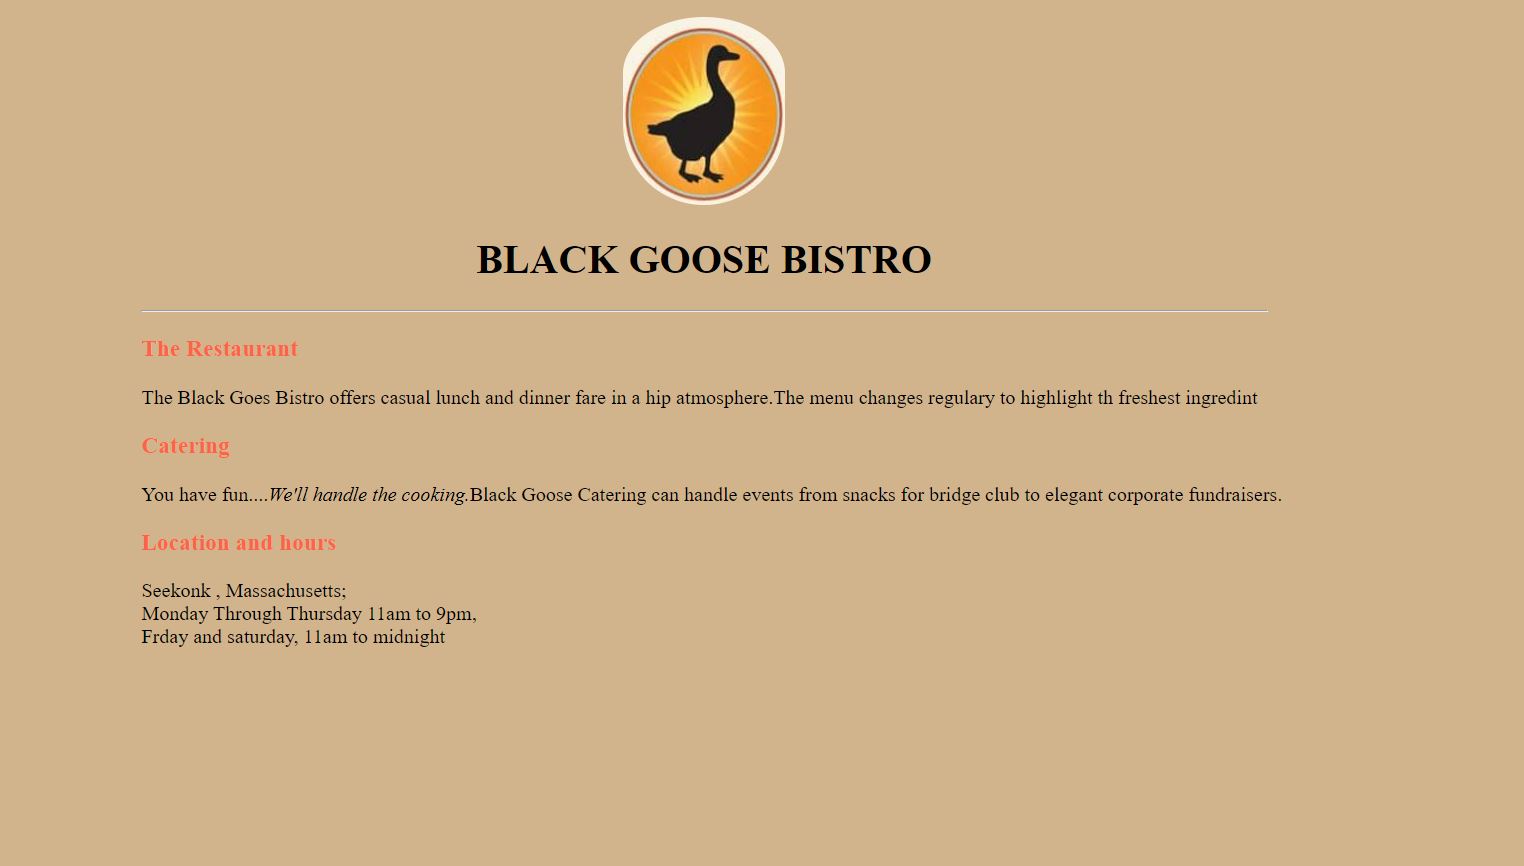 BLACK GOOSE BISTRO
The Restaurant
The Black Goes Bistro offers casual lunch and dinner fare in a hip atmosphere.The menu changes regulary to highlight th freshest ingredint
Catering
You have fun....We'll handle the cooking.Black Goose Catering can handle events from snacks for bridge club to elegant corporate fundraisers.
Location and hours
Seekonk , Massachusetts;
Monday Through Thursday 11am to 9pm,
Frday and saturday, 11am to midnight